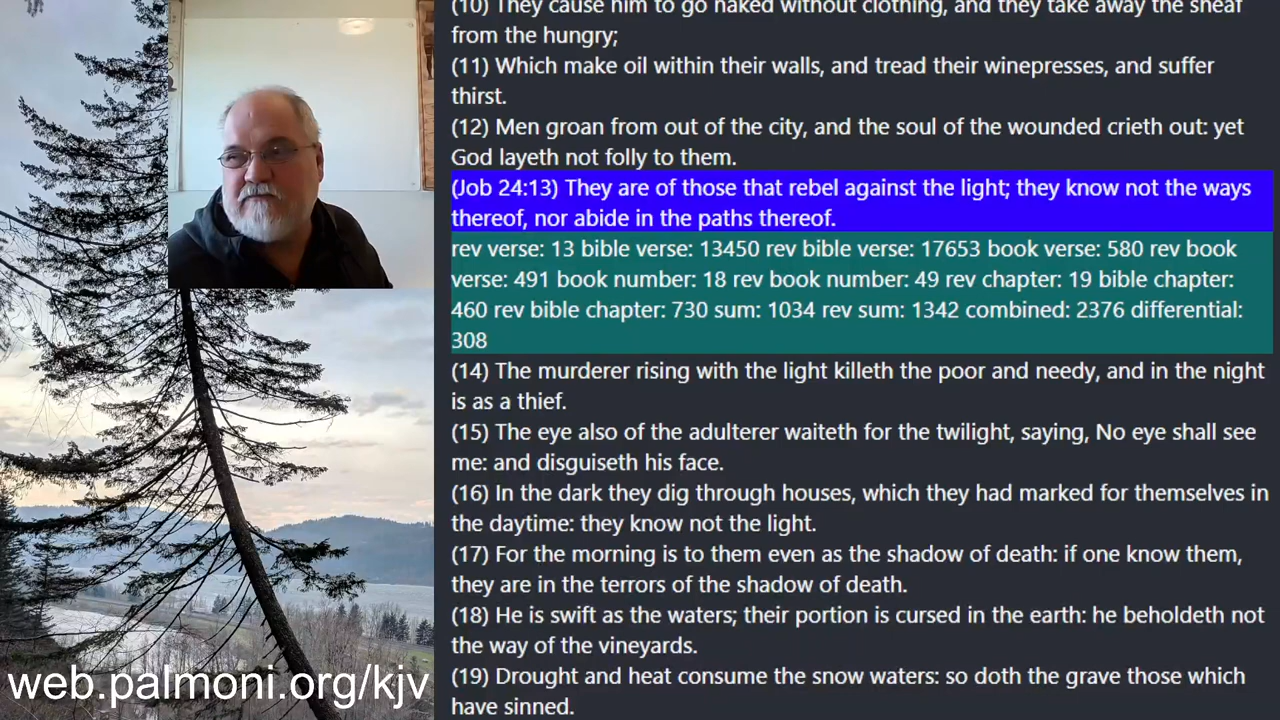 (10) They cause him to go naked without clothing, and they take away the sheaf
from the hungry;
(11) Which make oil within their walls, and tread their winepresses, and suffer
thirst.
(12) Men groan from out of the city, and the soul of the wounded crieth out: yet
God layeth not folly to them.
(Job 24:13) They are of those that rebel against the light; they know not the ways
thereof, nor abide in the paths thereof.
rev verse: 13 bible verse: 13450 rev bible verse: 17653 book verse: 580 rev book
verse: 491 book number: 18 rev book number: 49 rev chapter: 19 bible chapter:
460 rev bible chapter: 730 sum: 1034 rev sum: 1342 combined: 2376 differential:
308
(14) The murderer rising with the light killeth the poor and needy, and in the night
is as a thief.
(15) The eye also of the adulterer waiteth for the twilight, saying, No eye shall see
me: and disguiseth his face.
(16) In the dark they dig through houses, which they had marked for themselves in
the daytime: they know not the light.
(17) For the morning is to them even as the shadow of death: if one know them,
they are in the terrors of the shadow of death.
(18) He is swift as the waters; their portion is cursed in the earth: he beholdeth not
the way of the vineyards.
(19) Drought and heat consume the snow waters: so doth the grave those which
have sinned.
web.palmoni.org/kjv